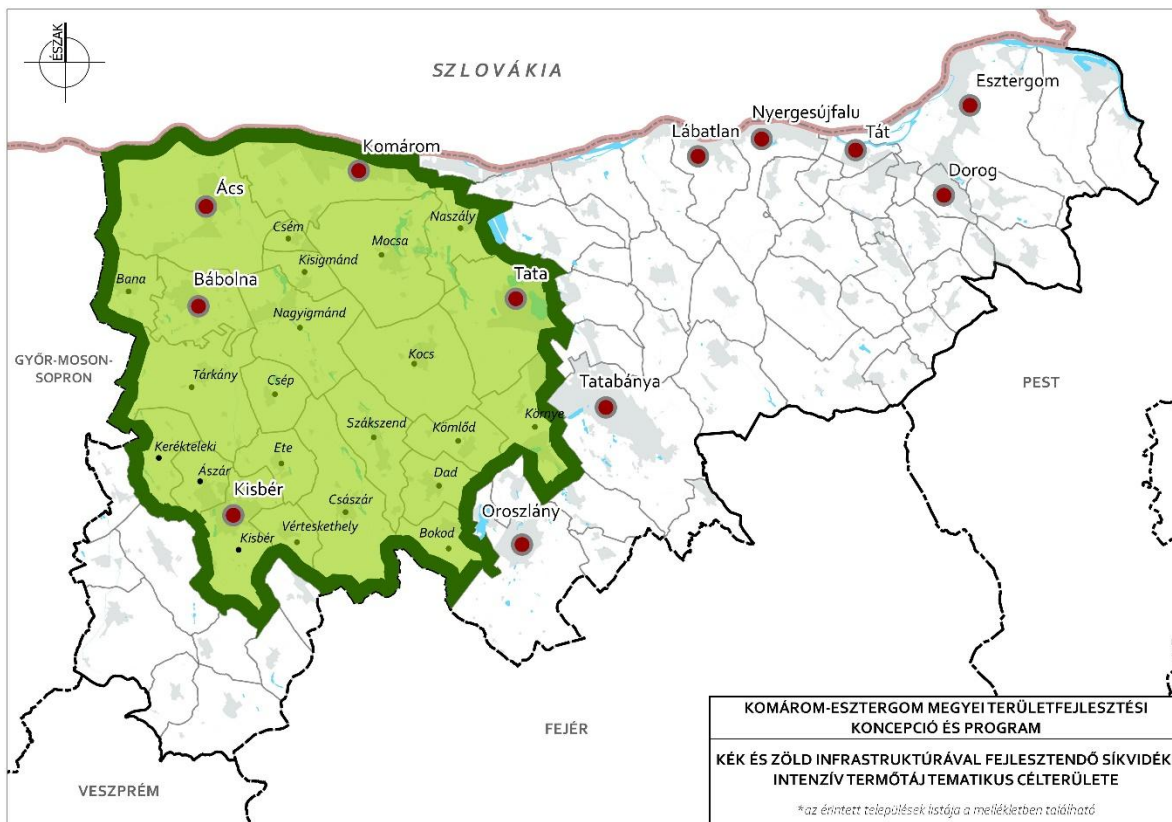 ÉSZAK
SZLOVÁKIA
Esztergom
Nyergesújfalu
Lábatlan
Tát
Komárom
Dorog
Ács
Naszály
Csém
Mocsa
Kisigmánd
Bana
Bábolna
Tata
Nagyigmánd
GYŐR-MOSON-
SOPRON
Kocs
Tárkány
Csép
Tatabánya
PEST
Szákszend
Kömlőd
Környe
Kerékteleki
Ete
Ászár
Dad
Kisbér
Császár
Oroszlány
Kisbér
Vérteskethely
Bokod
FEJÉR
VESZPRÉM
KOMÁROM-ESZTERGOM MEGYEI TERÜLETFEJLESZTÉSI
KONCEPCIÓ ÉS PROGRAM
KÉK ÉS ZÖLD INFRASTRUKTÚRÁVAL FEJLESZTENDŐ SÍKVIDÉK
INTENZÍV TERMŐTÁJ TEMATIKUS CÉLTERÜLETE
*az érintett települések listája a mellékletben található